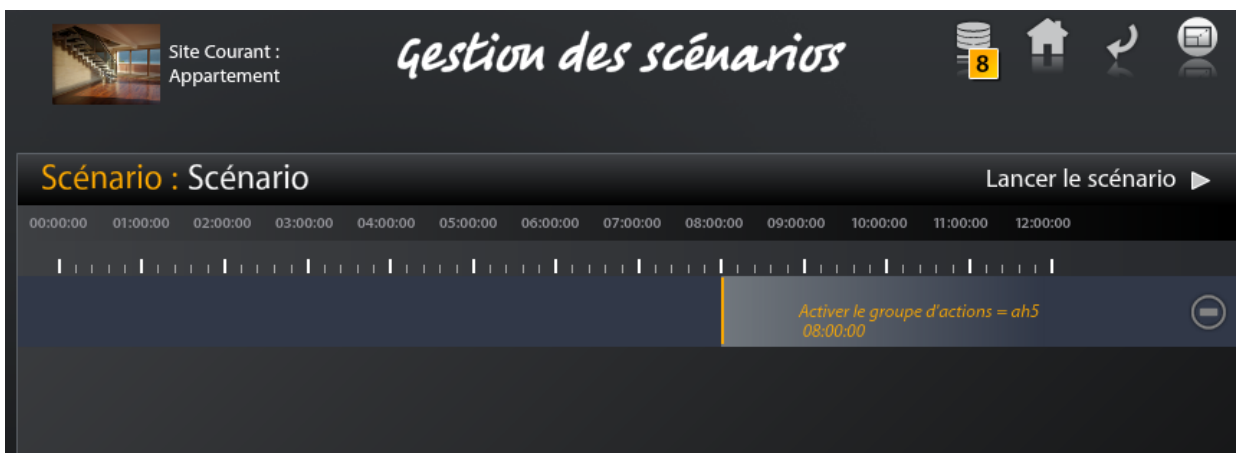 Site Courant :
Appartement
Gestion des scénarios
8
Scénario : Scénario
Lancer le scénario
00:00:00 01:00:00 02:00:00 03:00:00 04:00:00 05:00:00 06:00:00 07:00:00 08:00:00 09:00:00 10:00:00 11:00:00 12:00:00
Activer le groupe d'actions = ah5
08:00:00